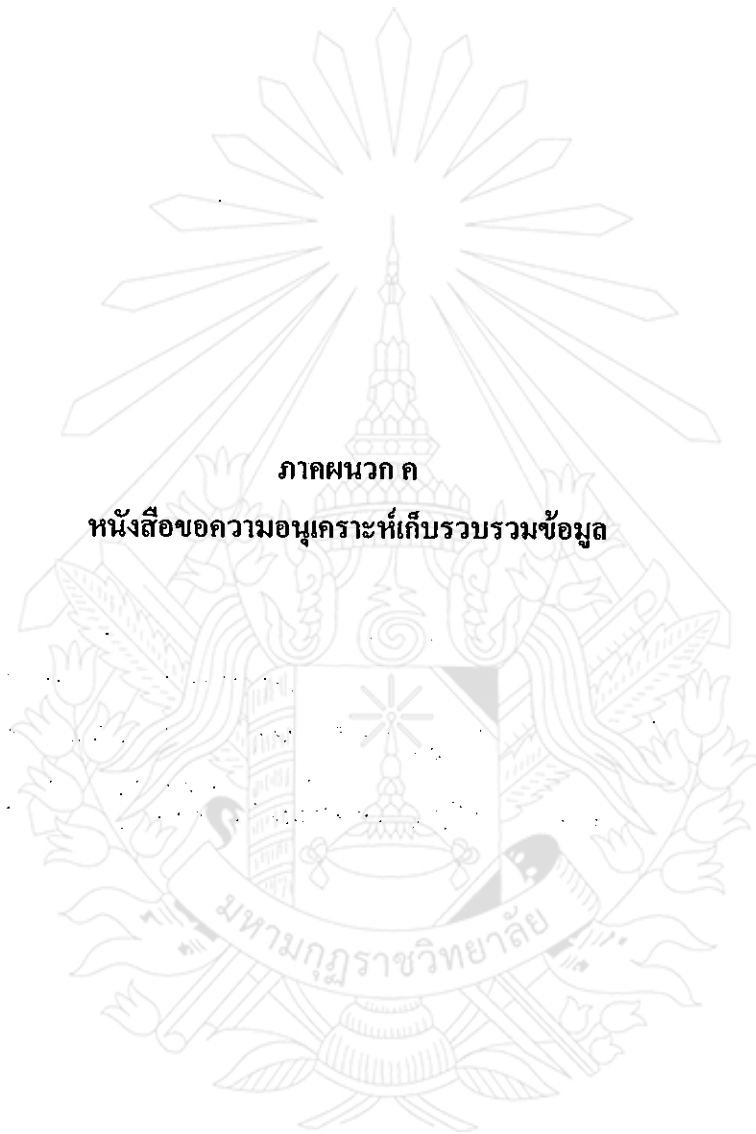 ภาคผนวก ค
หนังสือขอความอนุเคราะห์เก็บรวบรวมข้อมูล
มหามกุฏราชวิทยาลัย